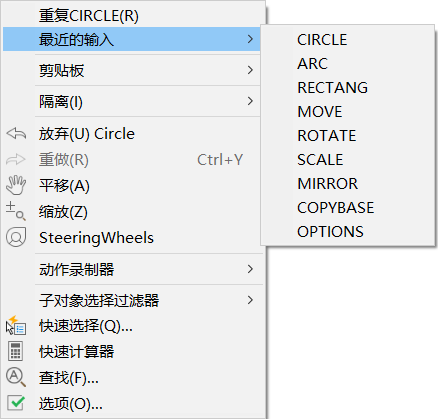 重复CIRCLE(R)
最近的输入
剪贴板
隔离(I)
放弃(U) Circle
重做(R) Ctrl+Y
平移(A)
缩放(Z)
SteeringWheels
动作录制器
子对象选择过滤器
快速选择(Q)...
快速计算器
查找(F)...
选项(O)...
CIRCLE
ARC
RECTANG
MOVE
ROTATE
SCALE
MIRROR
COPYBASE
OPTIONS